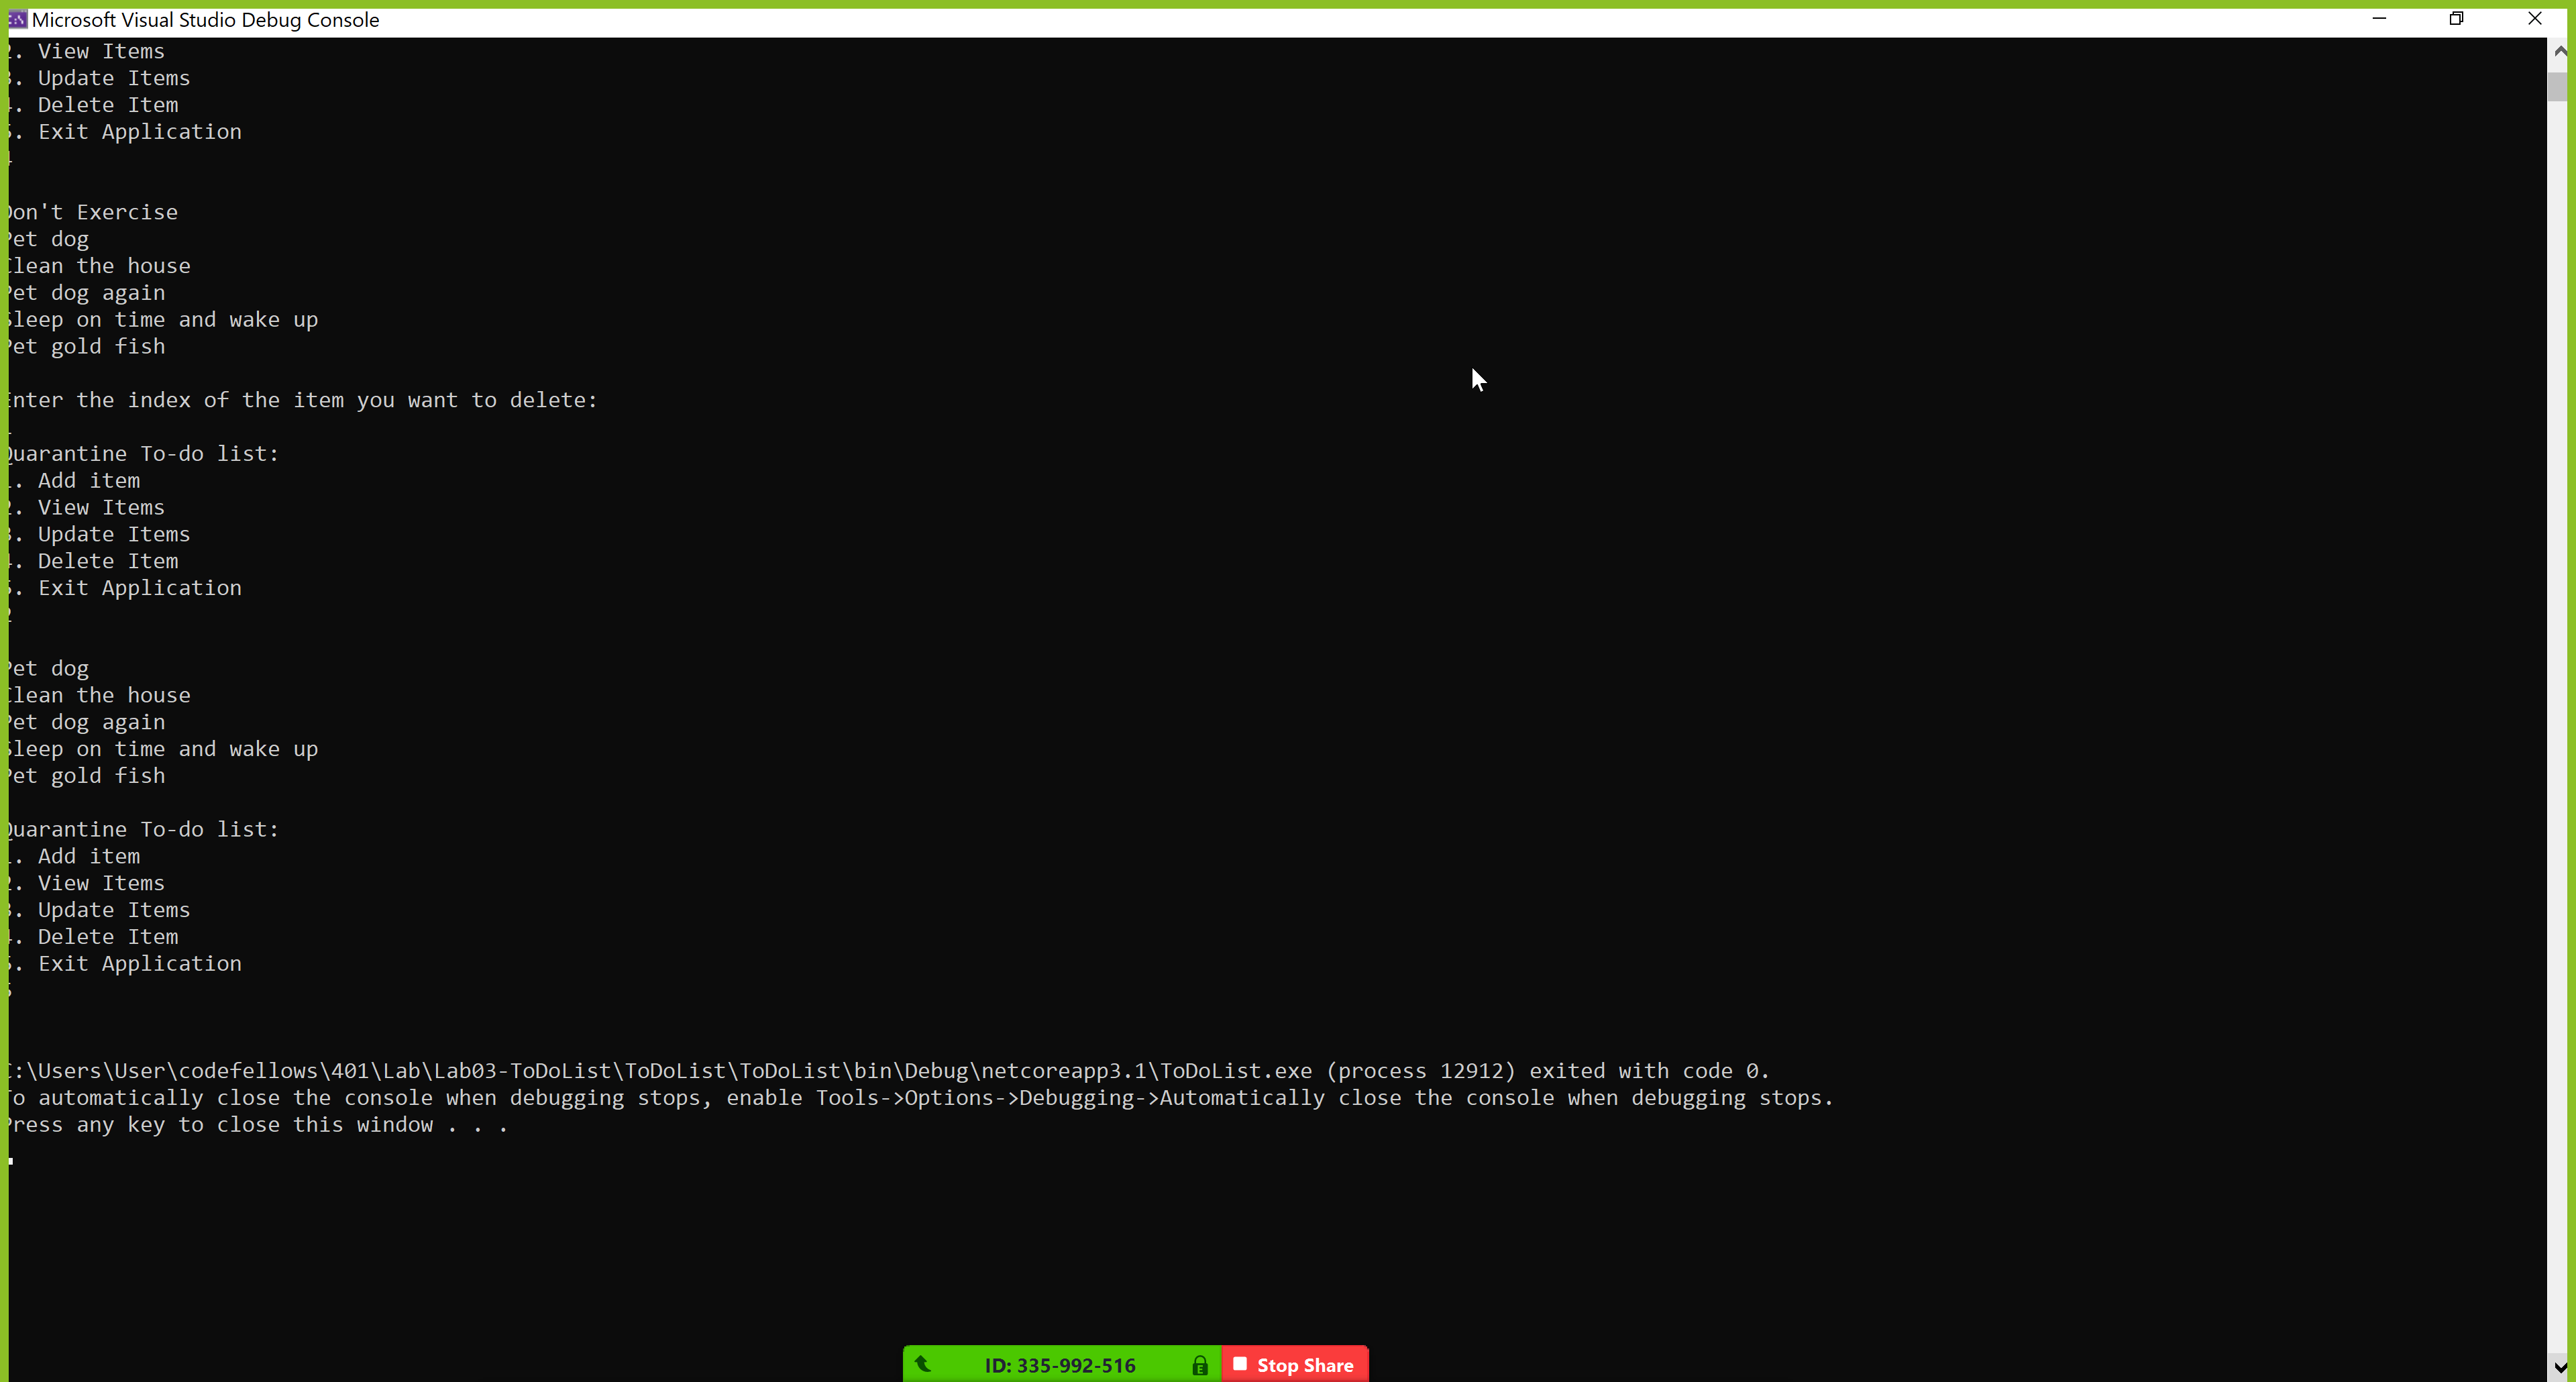 Microsoft Visual Studio Debug Console
2. View Items
3. Update Items
4. Delete Item
5. Exit Application
4
Don't Exercise
Pet dog
Clean the house
Pet dog again
Sleep on time and wake up
Pet gold fish
Enter the index of the item you want to delete:
Quarantine To-do list:
1. Add item
2. View Items
3. Update Items
4. Delete Item
5. Exit Application
2
Pet dog
Clean the house
Pet dog again
Sleep on time and wake up
Pet gold fish
Quarantine To-do list:
1. Add item
2. View Items
3. Update Items
4. Delete Item
5. Exit Application
5
C:\Users\User\codefellows\401\Lab\Lab03-ToDoList\ToDoList\ToDoList\bin\Debug\netcoreapp3.1\ToDoList.exe (process 12912) exited with code 0.
To automatically close the console when debugging stops, enable Tools->Options->Debugging->Automatically close the console when debugging stops.
Press any key to close this window . . .
ID: 335-992-516
Stop Share